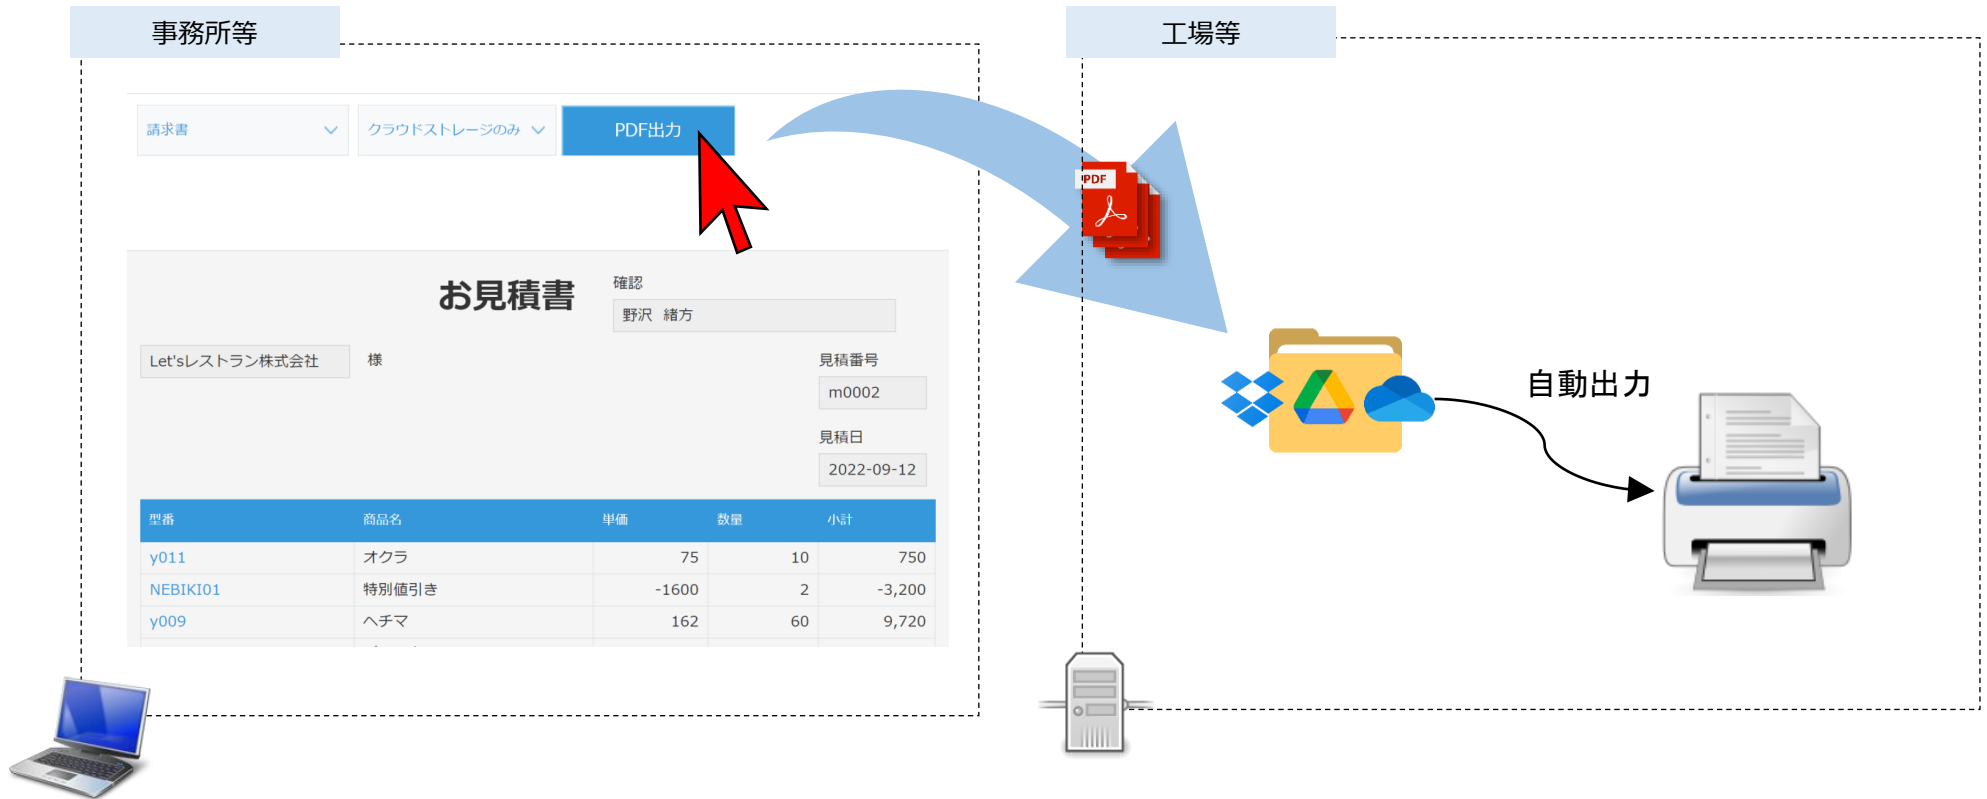 事務所等
請求書
クラウドストレージのみ
PDF出力
お見積書
確認
野沢 緒方
Let'sレストラン株式会社 様
見積番号
m0002
見積日
2022-09-12
型番 商品名 単価 数量 小計
y011 オクラ 75 10 750
NEBIKI01 特別値引き -1600 2 -3,200
y009 ヘチマ 162 60 9,720
工場等
PDF
自動出力